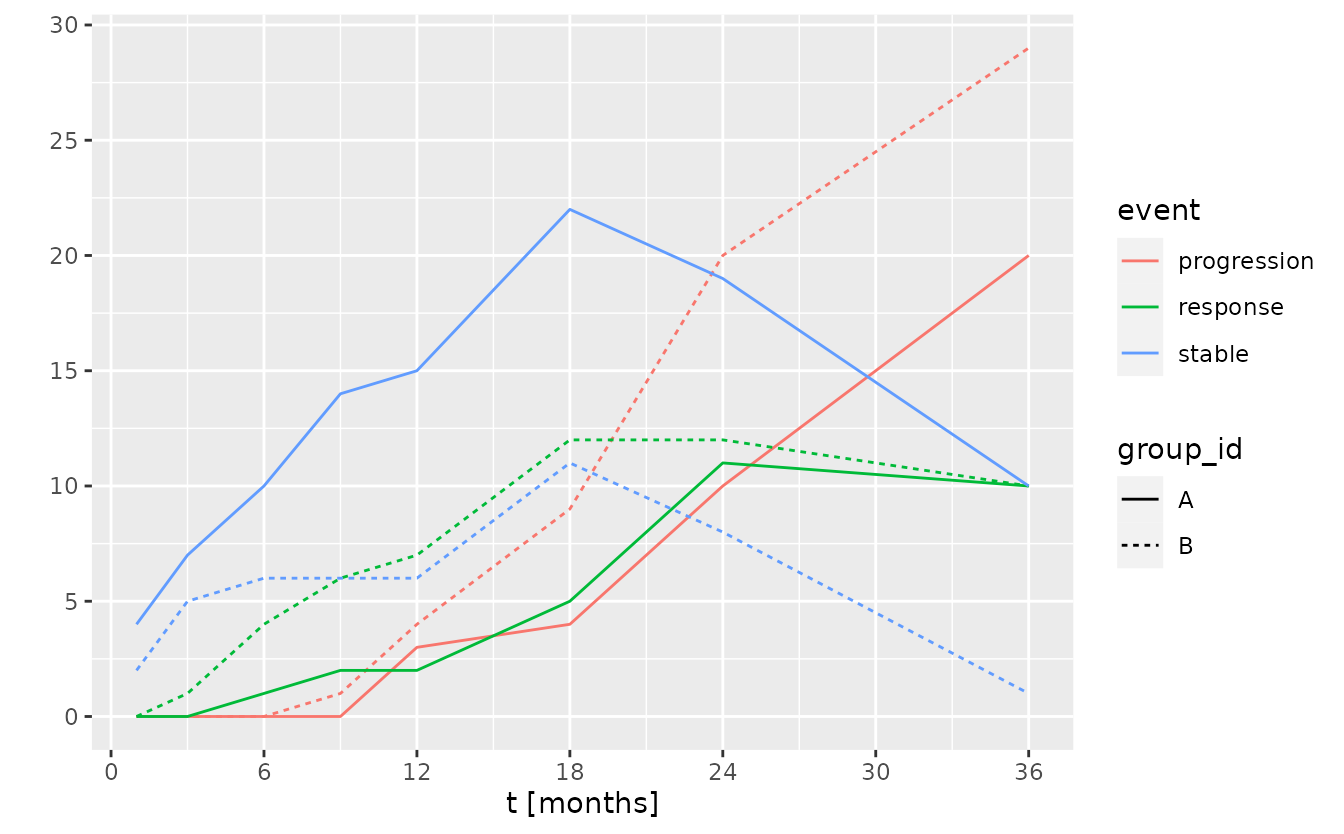 30
25
20
15
10
5
0
0 6 12 18 24 30 36
t [months]
event
progression
response
stable
group_id
A
B